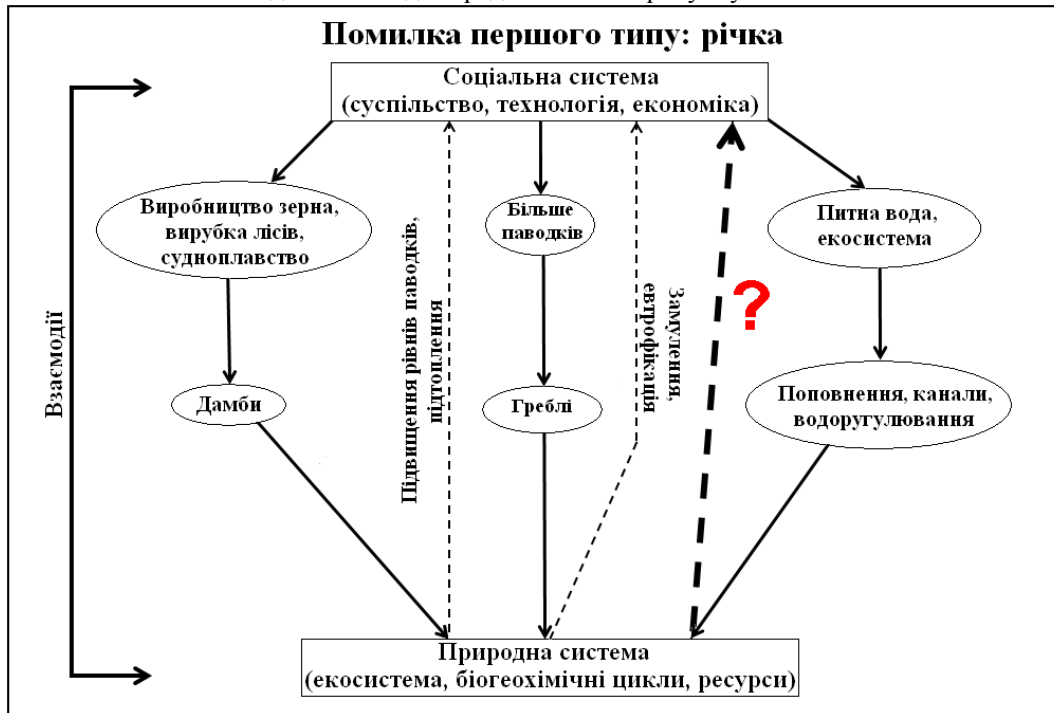 Помилка першого типу: річка
Соціальна система
(суспільство, технологія, економіка)
Виробництво зерна,
вирубка лісів,
судноплавство
Більше
паводків
Питна вода,
екосистема
Взаємодії
Підвищення рівнів паводків,
підтоплення
Замулення,
евтрофікація
?
Дамби
Греблі
Поповнення, канали,
водоругулювання
Природна система
(екосистема, біогеохімічні цикли, ресурси)